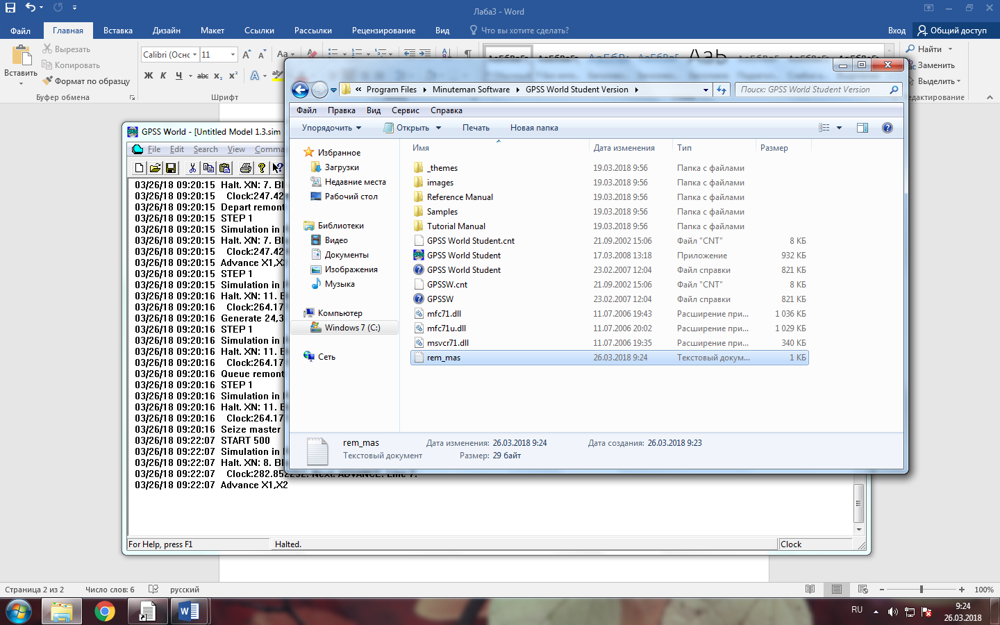 Лаба3 - Word
Файл
Главная
Вставка
Дизайн
Макет
Ссылки
Рассылки
Рецензирование
Вид
Что вы хотите сделать?
Вход
Общий доступ
Вставить
Вырезать
Копировать
Формат по образцу
Буфер обмена
Calibri (Оснс
11
Шрифт
Найти
Заменить
Выделить
едактирование
GPSS World - [Untitled Model 1.3.sim
File Edit Search View Comma
03/26/18 09:20:15 Halt. XN: 7. Bl
03/26/18 09:20:15 Clock:247.42
03/26/18 09:20:15 Depart remont
03/26/18 09:20:15 STEP 1
03/26/18 09:20:15 Simulation in
03/26/18 09:20:15 Halt. XN: 7. Bl
03/26/18 09:20:15 Clock:247.42
03/26/18 09:20:15 Advance X1,X
03/26/18 09:20:15 STEP 1
03/26/18 09:20:15 Simulation in
03/26/18 09:20:16 Halt. XN: 11.
03/26/18 09:20:16 Clock:264.17
03/26/18 09:20:16 Generate 24,3
03/26/18 09:20:16 STEP 1
03/26/18 09:20:16 Simulation in
03/26/18 09:20:16 Halt. XN: 11.
03/26/18 09:20:16 Clock:264.17
03/26/18 09:20:16 Queue remont
03/26/18 09:20:16 STEP 1
03/26/18 09:20:16 Simulation in
03/26/18 09:20:16 Halt. XN: 11.
03/26/18 09:20:16 Clock:264.17
03/26/18 09:20:16 Seize master
03/26/18 09:22:07 START 500
03/26/18 09:22:07 Simulation in
03/26/18 09:22:07 Halt. XN: 8. Bl
03/26/18 09:22:07 Clock:282.852252. Next: ADVANCE. Line 7.
03/26/18 09:22:07 Advance X1,X2
For Help, press F1
Halted.
Clock
« Program Files Minuteman Software GPSS World Student Version
Поиск: GPSS World Student Version
Файл Правка Вид Сервис Справка
Упорядочить Открыть Печать Новая папка
Избранное
Загрузки
Недавние места
Рабочий стол
Библиотеки
Видео
Документы
Изображения
Музыка
Компьютер
Windows 7 (C:)
Сеть
Имя Дата изменения Тип Размер
_themes 19.03.2018 9:56 Папка с файлами
images 19.03.2018 9:56 Папка с файлами
Reference Manual 19.03.2018 9:56 Папка с файлами
Samples 19.03.2018 9:56 Папка с файлами
Tutorial Manual 19.03.2018 9:56 Папка с файлами
GPSS World Student.cnt 21.09.2002 15:06 Файл "CNT" 8 КБ
GPSS World Student 17.03.2008 13:18 Приложение 932 КБ
GPSS World Student 23.02.2007 12:04 Файл справки 821 КБ
GPSSW.cnt 21.09.2002 15:06 Файл "CNT" 8 КБ
GPSSW 23.02.2007 12:04 Файл справки 821 КБ
mfc71.dll 11.07.2006 19:43 Расширение при... 1 036 КБ
mfc71u.dll 11.07.2006 20:02 Расширение при... 1 029 КБ
msvcr71.dll 11.07.2006 19:35 Расширение при... 340 КБ
rem_mas 26.03.2018 9:24 Текстовый докум... 1 КБ
rem_mas Дата изменения: 26.03.2018 9:24 Дата создания: 26.03.2018 9:23
Текстовый документ Размер: 29 байт
Страница 2 из 2 Число слов: 6 русский
100%
RU
9:24
26.03.2018